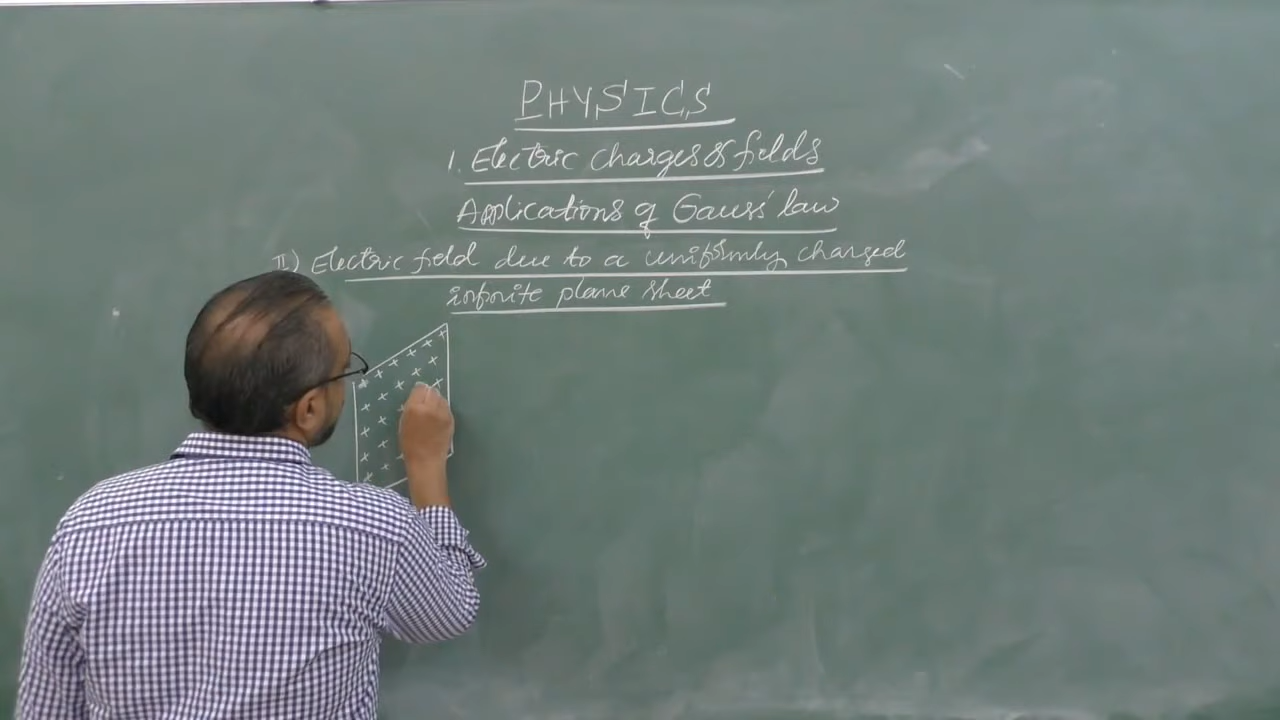 PHYSICS
1. Electric charges & fields
Applications of Gauss' law
II) Electric field due to a uniformly charged
infinite plane sheet